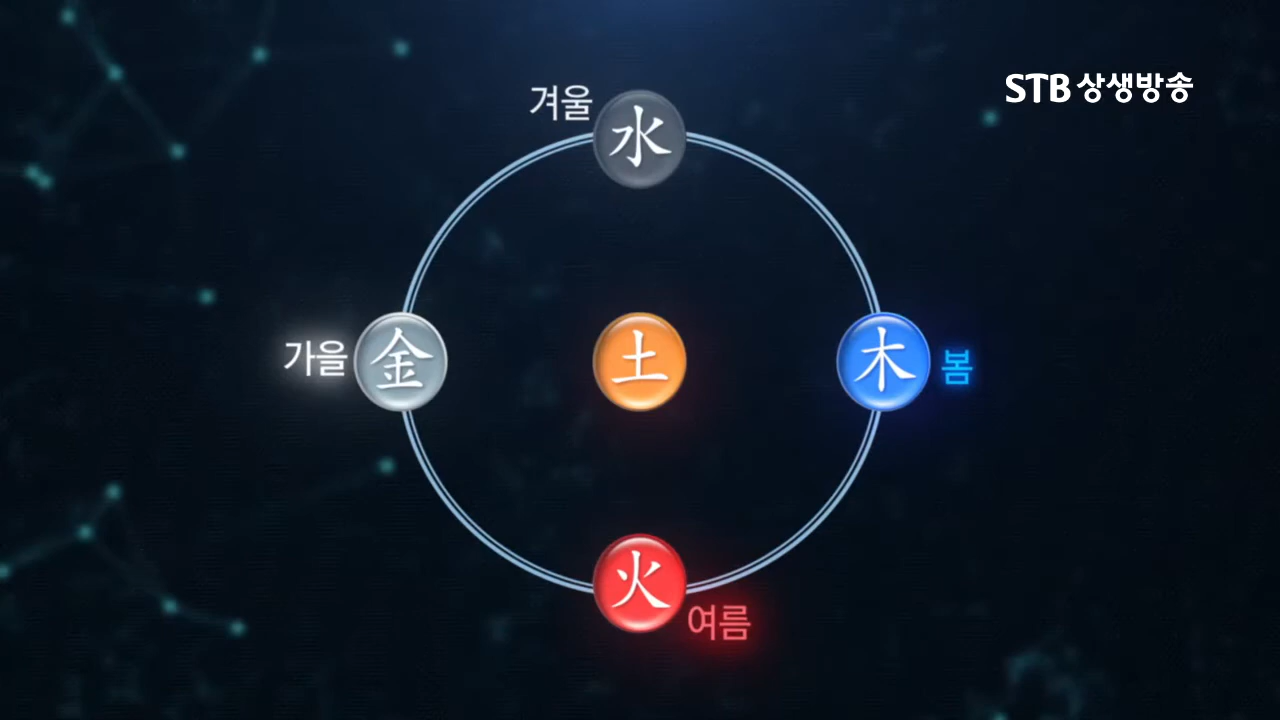 STB 상생방송
겨울 水
가을 金
土
木 봄
火 여름